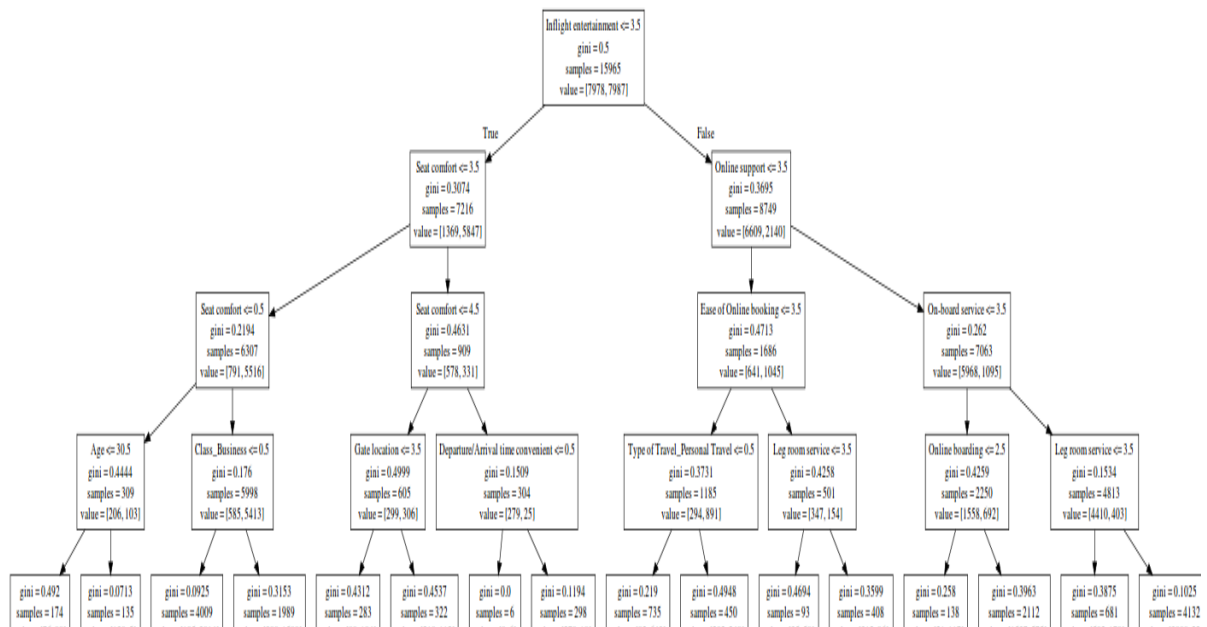 Inflight entertainment <= 3.5
gini = 0.5
samples = 15965
value = [7978, 7987]
True
False
Seat comfort <= 3.5
gini = 0.3074
samples = 7216
value = [1369, 5847]
Online support <= 3.5
gini = 0.3695
samples = 8749
value = [6609, 2140]
Seat comfort <= 0.5
gini = 0.2194
samples = 6307
value = [791, 5516]
Seat comfort <= 4.5
gini = 0.4631
samples = 909
value = [578, 331]
Ease of Online booking <= 3.5
gini = 0.4713
samples = 1686
value = [641, 1045]
On-board service <= 3.5
gini = 0.262
samples = 7063
value = [5968, 1095]
Age <= 30.5
gini = 0.4444
samples = 309
value = [206, 103]
Class_Business <= 0.5
gini = 0.176
samples = 5998
value = [585, 5413]
Gate location <= 3.5
gini = 0.4999
samples = 605
value = [299, 306]
Departure/Arrival time convenient <= 0.5
gini = 0.1509
samples = 304
value = [279, 25]
Type of Travel_Personal Travel <= 0.5
gini = 0.3731
samples = 1185
value = [294, 891]
Leg room service <= 3.5
gini = 0.4258
samples = 501
value = [347, 154]
Online boarding <= 2.5
gini = 0.4259
samples = 2250
value = [1558, 692]
Leg room service <= 3.5
gini = 0.1534
samples = 4813
value = [4410, 403]
gini = 0.492
samples = 174
gini = 0.0713
samples = 135
gini = 0.0925
samples = 4009
gini = 0.3153
samples = 1989
gini = 0.4312
samples = 283
gini = 0.4537
samples = 322
gini = 0.0
samples = 6
gini = 0.1194
samples = 298
gini = 0.219
samples = 735
gini = 0.4948
samples = 450
gini = 0.4694
samples = 93
gini = 0.3599
samples = 408
gini = 0.258
samples = 138
gini = 0.3963
samples = 2112
gini = 0.3875
samples = 681
gini = 0.1025
samples = 4132